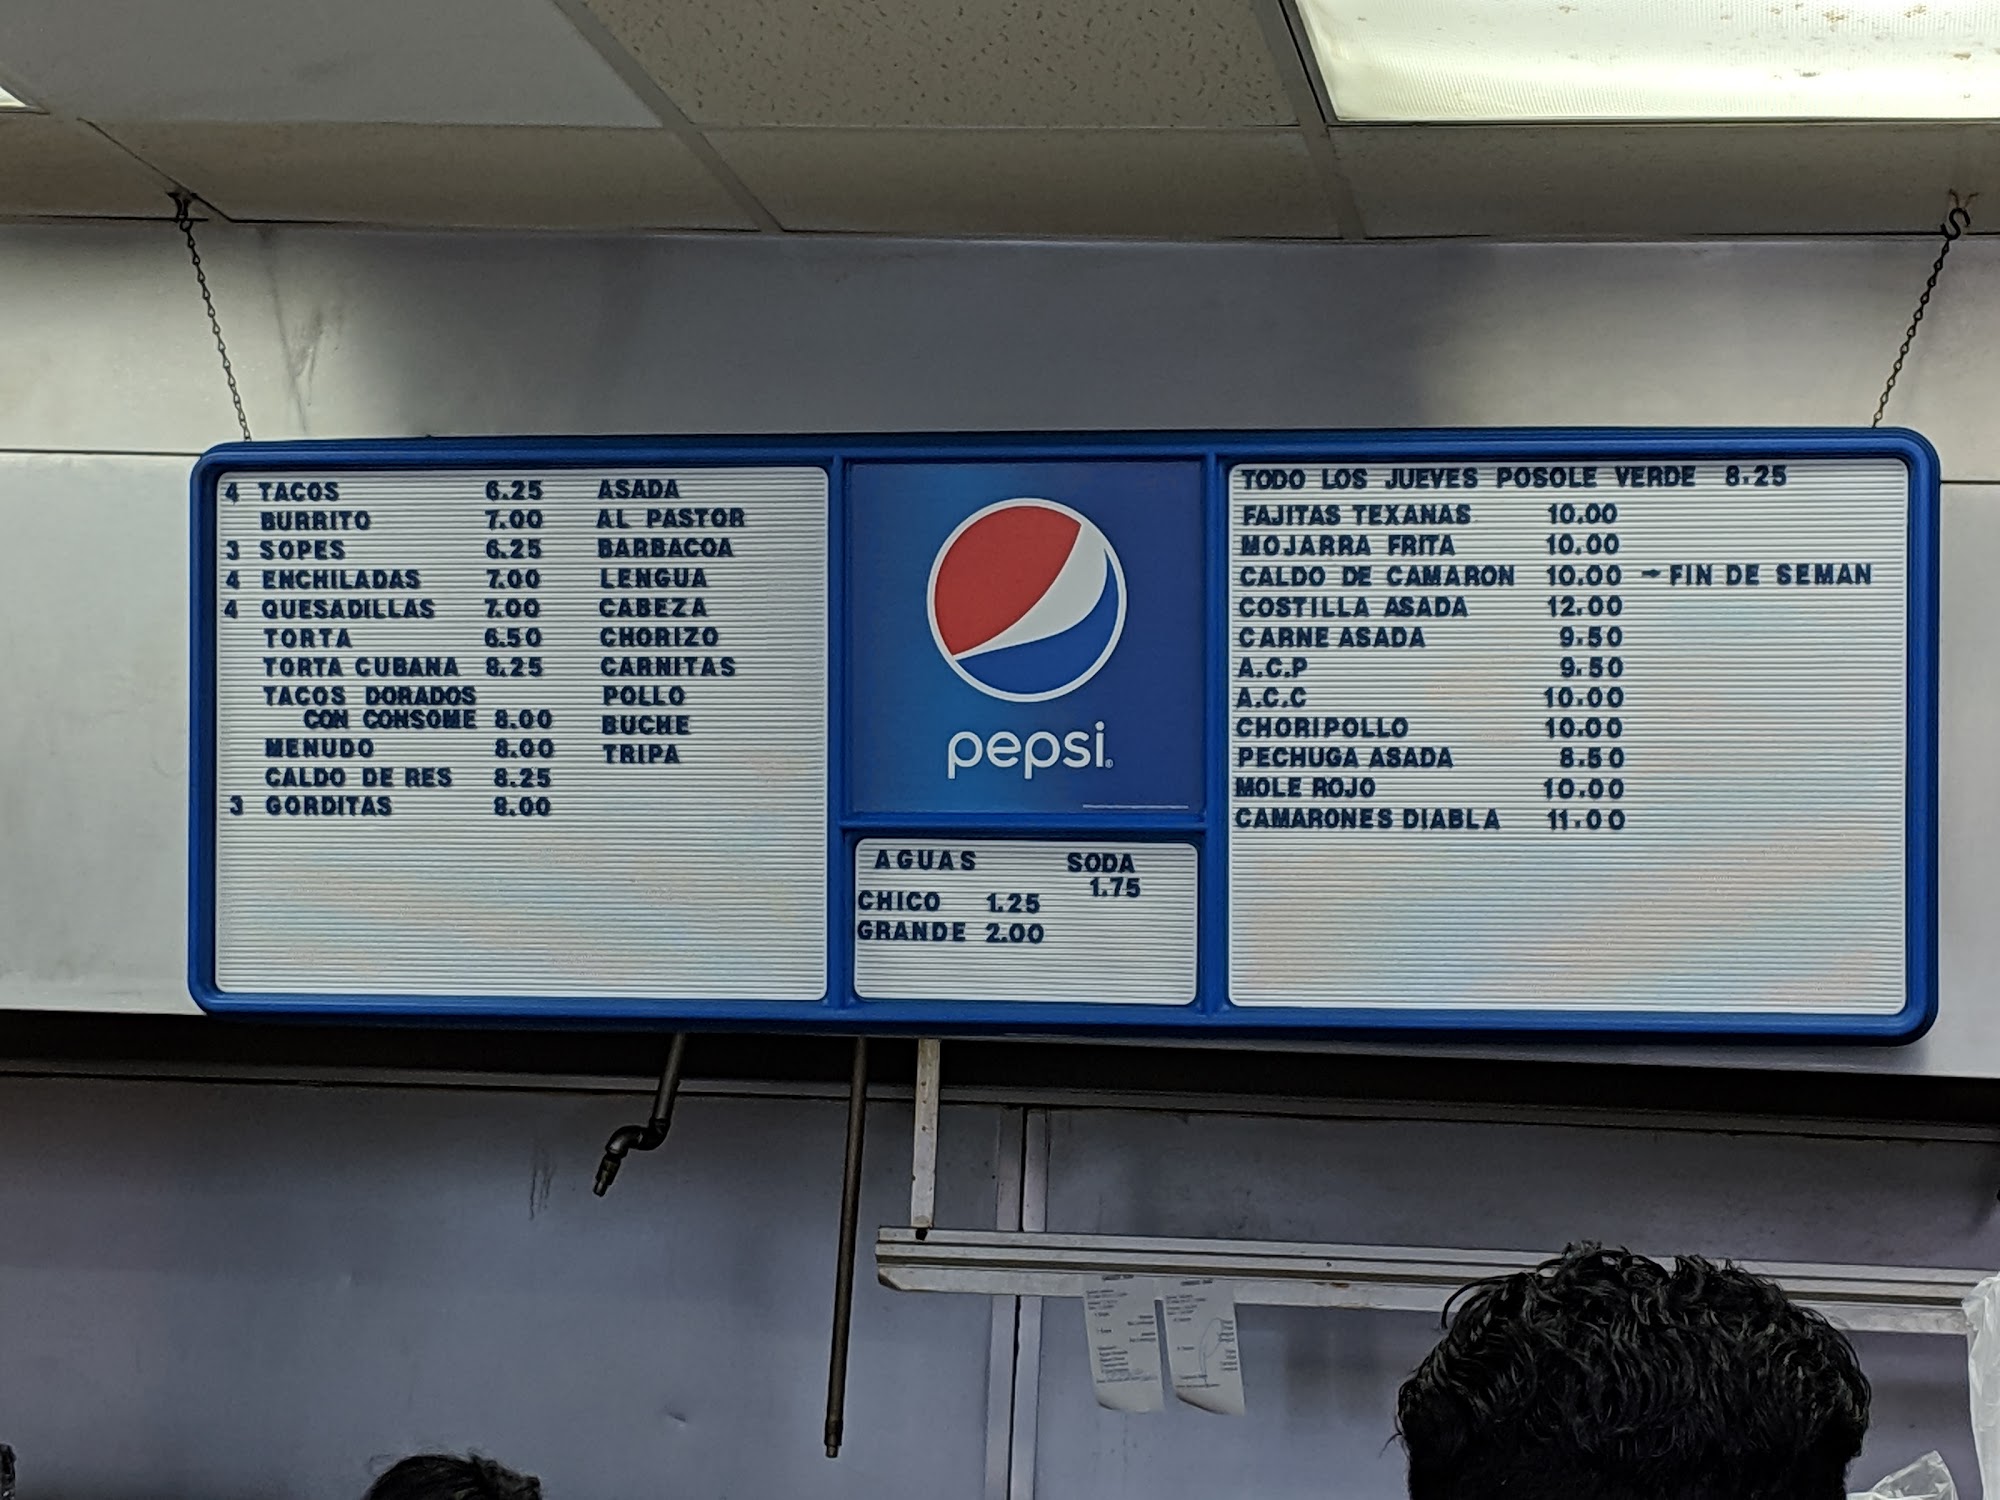 4 TACOS 6.25
BURRITO 7.00
3 SOPES 6.25
4 ENCHILADAS 7.00
4 QUESADILLAS 7.00
TORTA 6.50
TORTA CUBANA 8.25
TACOS DORADOS
CON CONSOME 8.00
MENUDO 8.00
CALDO DE RES 8.25
3 GORDITAS 8.00
ASADA
AL PASTOR
BARBACOA
LENGUA
CABEZA
CHORIZO
CARNITAS
POLLO
BUCHE
TRIPA
pepsi
AGUAS
CHICO 1.25
GRANDE 2.00
SODA
1.75
TODO LOS JUEVES POSOLE VERDE 8.25
FAJITAS TEXANAS 10.00
MOJARRA FRITA 10.00
CALDO DE CAMARON 10.00 - FIN DE SEMAN
COSTILLA ASADA 12.00
CARNE ASADA 9.50
A.C.P 9.50
A.C.C 10.00
CHORIPOLLO 10.00
PECHUGA ASADA 8.50
MOLE ROJO 10.00
CAMARONES DIABLA 11.00